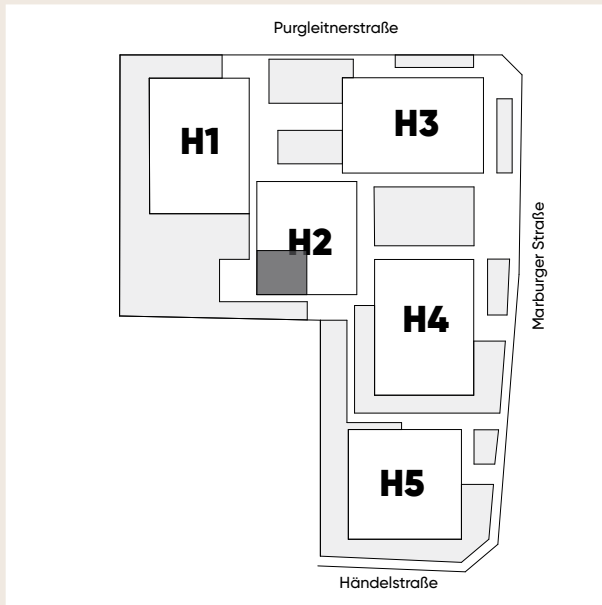 Purgleitnerstraße
H1
H3
H2
Marburger Straße
H4
H5
Händelstraße